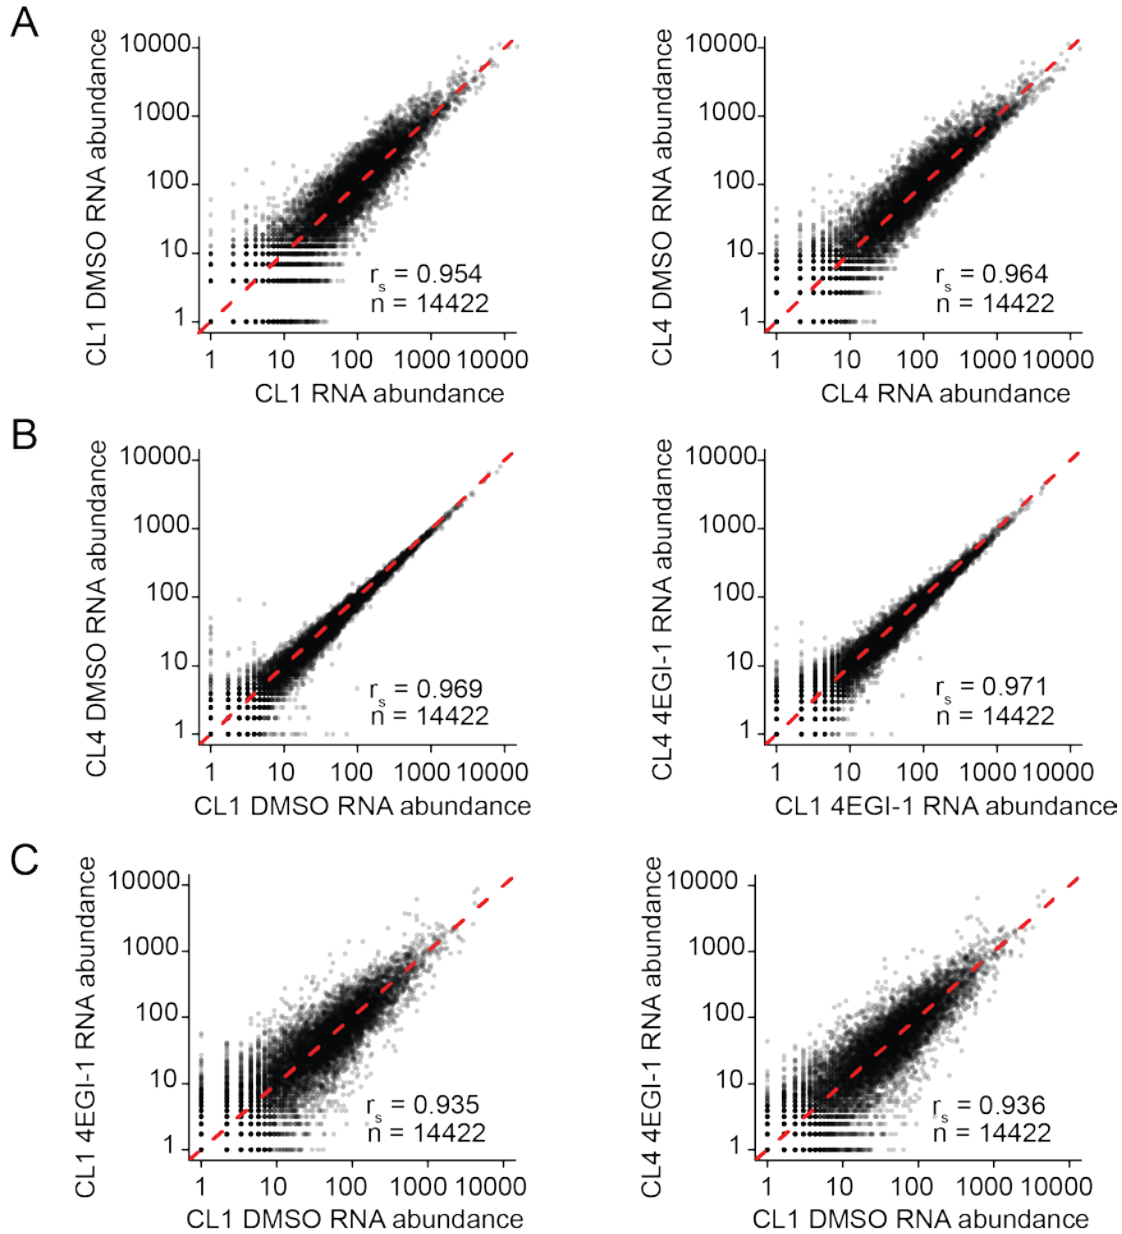 A
CL1 DMSO RNA abundance
10000
1000
100
10
1
rs = 0.954
n = 14422
1 10 100 1000 10000
CL1 RNA abundance
CL4 DMSO RNA abundance
10000
1000
100
10
1
rs = 0.964
n = 14422
1 10 100 1000 10000
CL4 RNA abundance
B
CL4 DMSO RNA abundance
10000
1000
100
10
1
rs = 0.969
n = 14422
1 10 100 1000 10000
CL1 DMSO RNA abundance
CL4 4EGI-1 RNA abundance
10000
1000
100
10
1
rs = 0.971
n = 14422
1 10 100 1000 10000
CL1 4EGI-1 RNA abundance
C
CL1 4EGI-1 RNA abundance
10000
1000
100
10
1
rs = 0.935
n = 14422
1 10 100 1000 10000
CL1 DMSO RNA abundance
CL4 4EGI-1 RNA abundance
10000
1000
100
10
1
rs = 0.936
n = 14422
1 10 100 1000 10000
CL1 DMSO RNA abundance